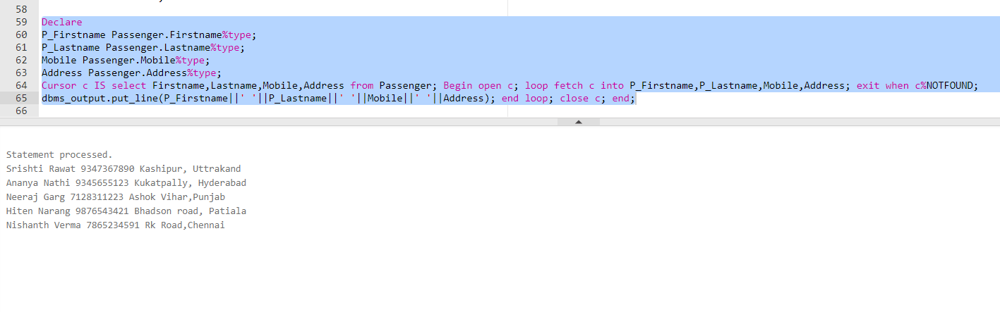 58
59 Declare
60 P_Firstname Passenger.Firstname%type;
61 P_Lastname Passenger.Lastname%type;
62 Mobile Passenger.Mobile%type;
63 Address Passenger.Address%type;
64 Cursor c IS select Firstname,Lastname,Mobile,Address from Passenger; Begin open c; loop fetch c into P_Firstname,P_Lastname,Mobile,Address; exit when c%NOTFOUND;
65 dbms_output.put_line(P_Firstname||' '||P_Lastname||' '||Mobile||' '||Address); end loop; close c; end;
66
Statement processed.
Srishti Rawat 9347367890 Kashipur, Uttrakand
Ananya Nathi 9345655123 Kukatpally, Hyderabad
Neeraj Garg 7128311223 Ashok Vihar,Punjab
Hiten Narang 9876543421 Bhadson road, Patiala
Nishanth Verma 7865234591 Rk Road,Chennai